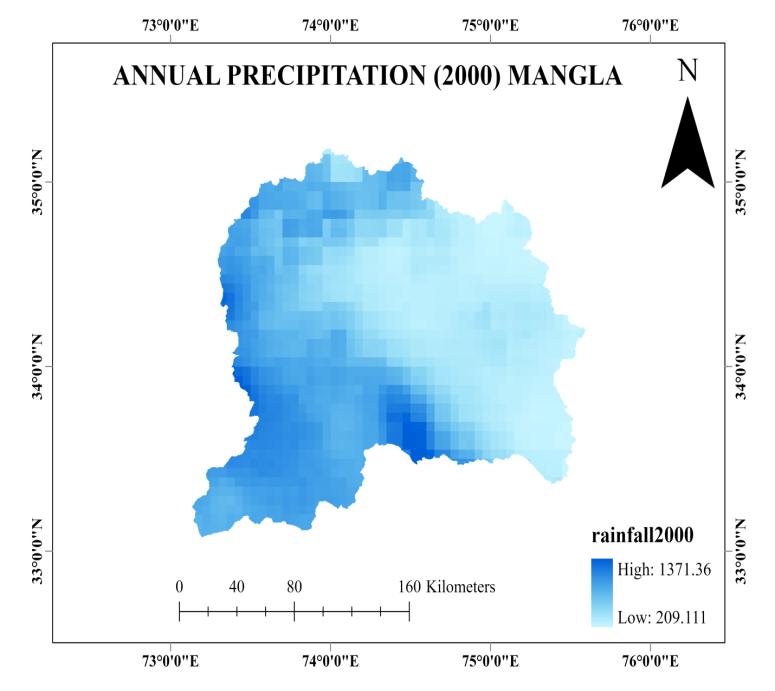 73°0'0"E 74°0'0"E 75°0'0"E 76°0'0"E
ANNUAL PRECIPITATION (2000) MANGLA
N
35°0'0"N 35°0'0"N
34°0'0"N 34°0'0"N
33°0'0"N 33°0'0"N
rainfall2000
High: 1371.36
Low: 209.111
0 40 80 160 Kilometers
73°0'0"E 74°0'0"E 75°0'0"E 76°0'0"E